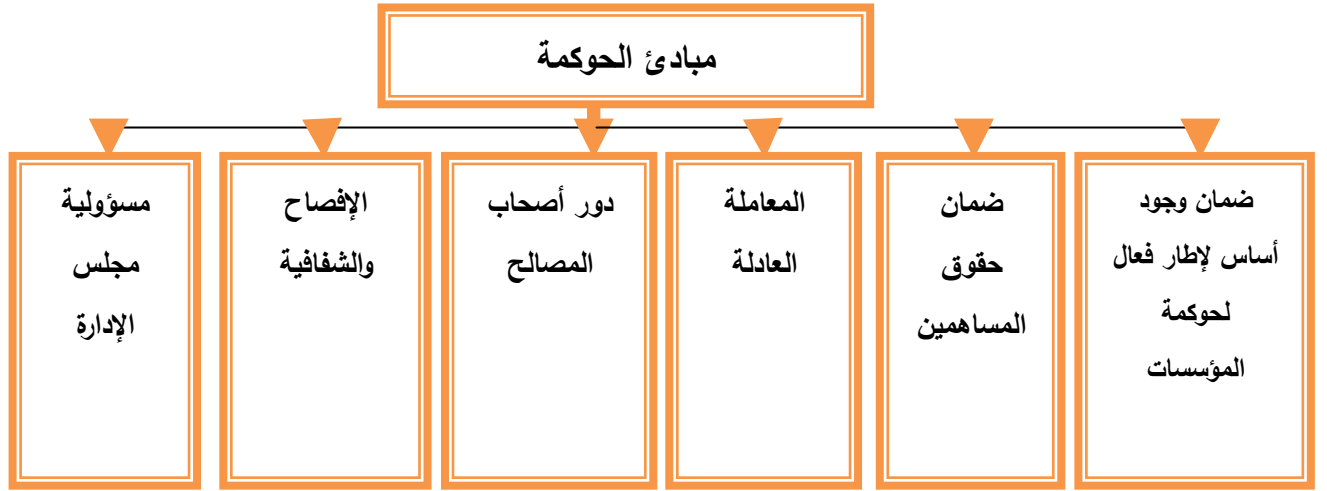 مبادئ الحوكمة
ضمان وجود
أساس لإطار فعال
لحوكمة
المؤسسات
ضمان
حقوق
المساهمين
المعاملة
العادلة
دور أصحاب
المصالح
الإفصاح
والشفافية
مسؤولية
مجلس
الإدارة